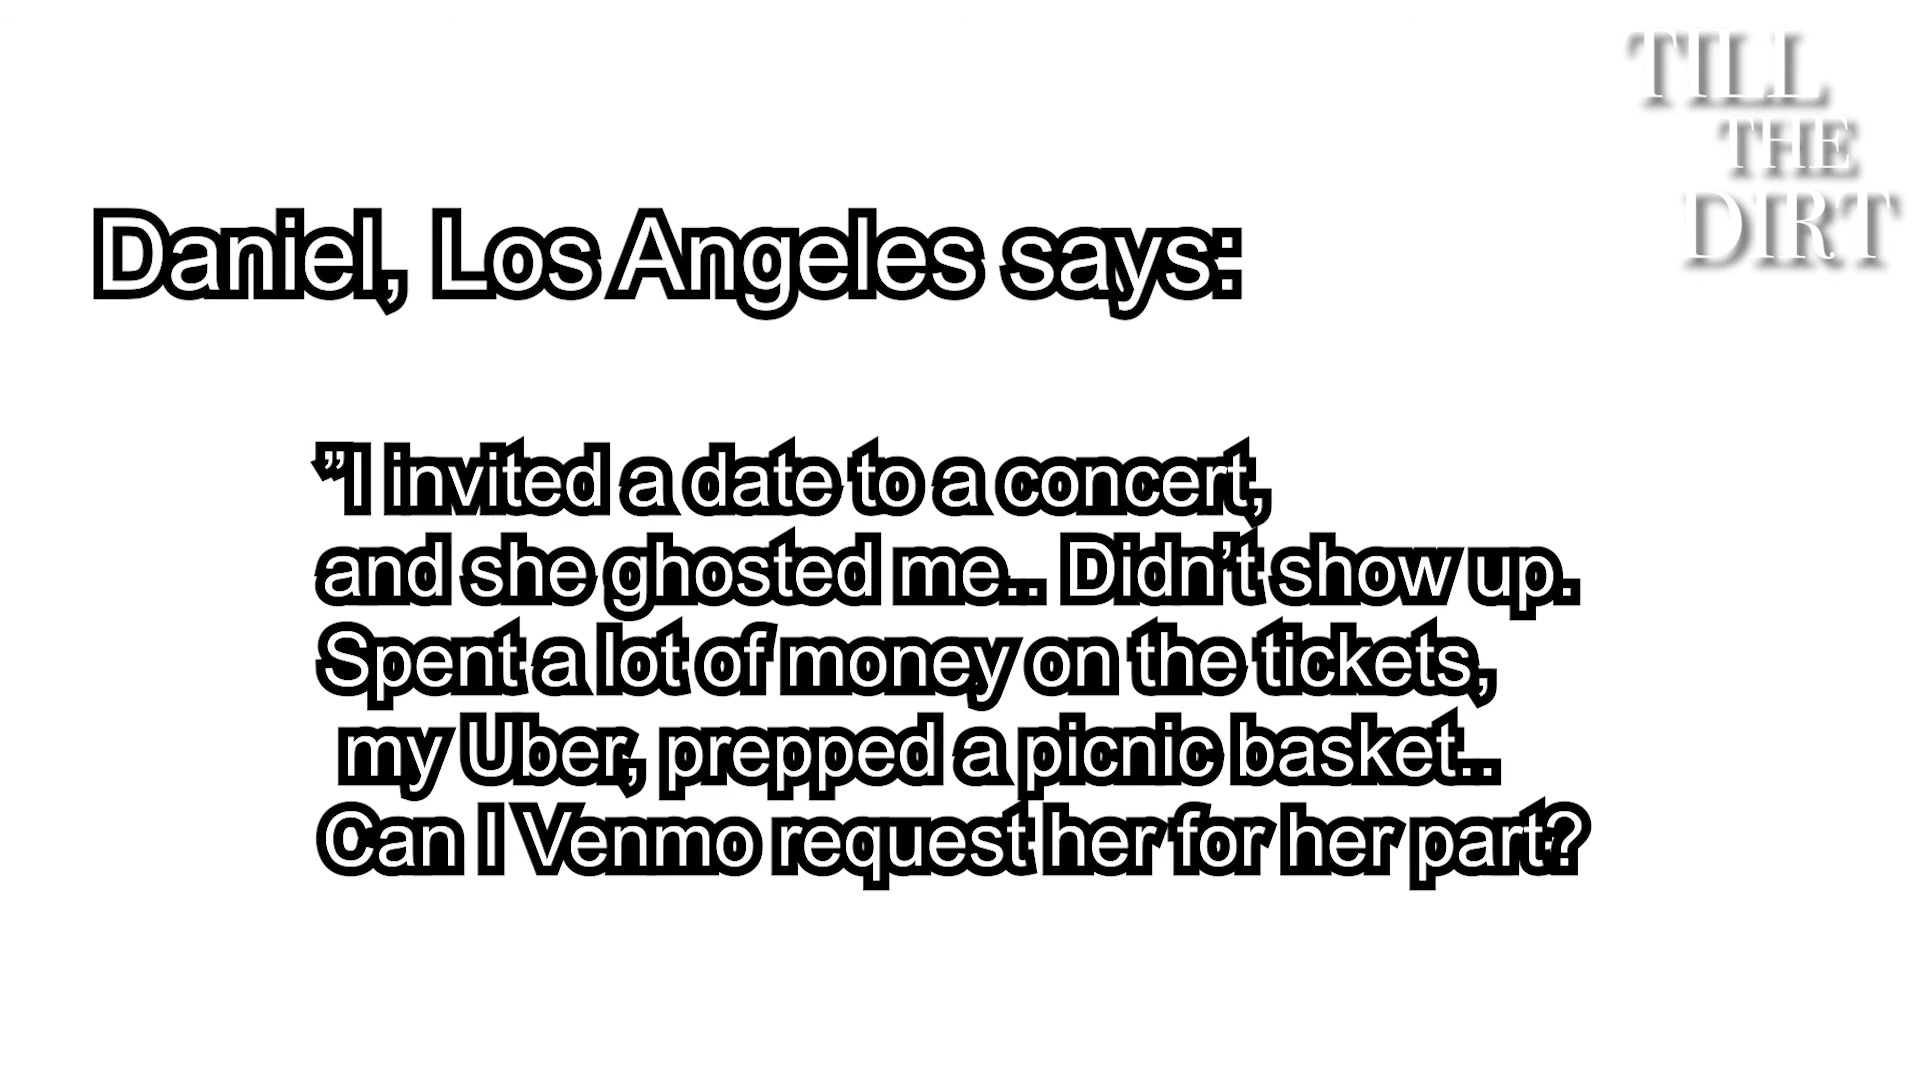 TILL
THE
DIRT
Daniel, Los Angeles says:
”I invited a date to a concert,
and she ghosted me.. Didn’t show up.
Spent a lot of money on the tickets,
my Uber, prepped a picnic basket..
Can I Venmo request her for her part?